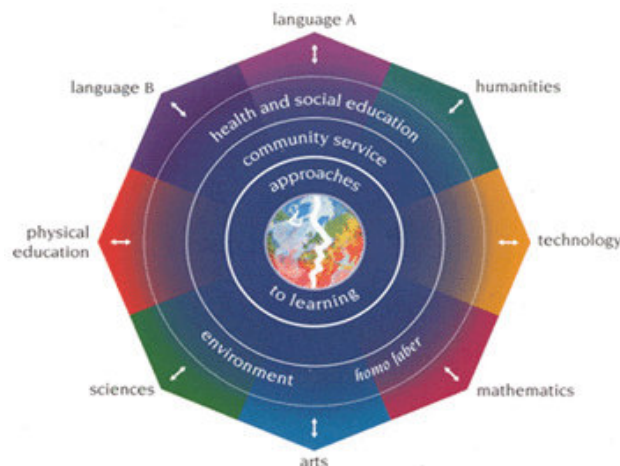 language A
language B
humanities
health and social education
community service
approaches
physical
education
technology
to learning
environment
homo faber
sciences
mathematics
arts